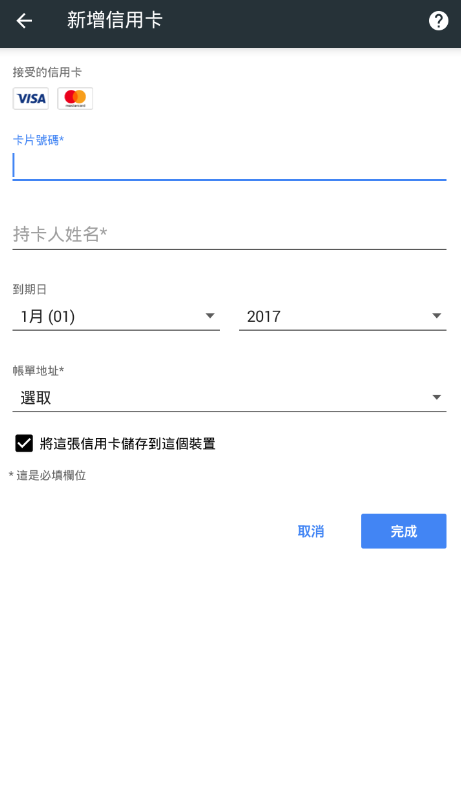 新增信用卡
接受的信用卡
VISA
mastercard
卡片號碼*
持卡人姓名*
到期日
1月 (01)
2017
帳單地址*
選取
將這張信用卡儲存到這個裝置
* 這是必填欄位
取消
完成